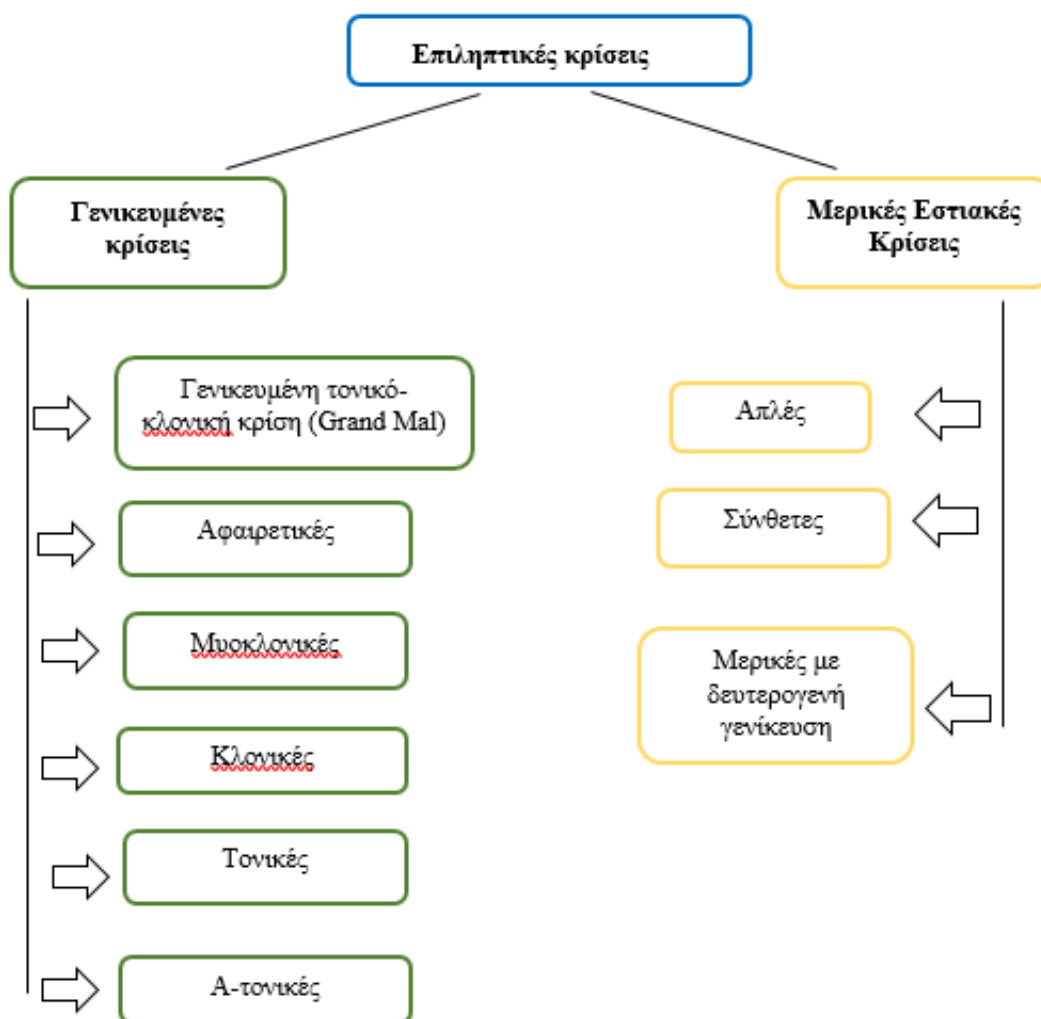 Επιληπτικές κρίσεις
Γενικευμένες
κρίσεις
Μερικές Εστιακές
Κρίσεις
Γενικευμένη τονικό-
κλονική κρίση (Grand Mal)
Αφαιρετικές
Μυοκλονικές
Κλονικές
Τονικές
Α-τονικές
Απλές
Σύνθετες
Μερικές με
δευτερογενή
γενίκευση